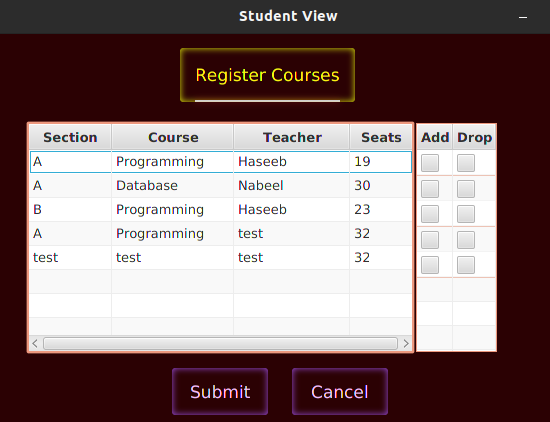 Student View
Register Courses
Section Course Teacher Seats Add Drop
A Programming Haseeb 19
A Database Nabeel 30
B Programming Haseeb 23
A Programming test 32
test test test 32
Submit Cancel